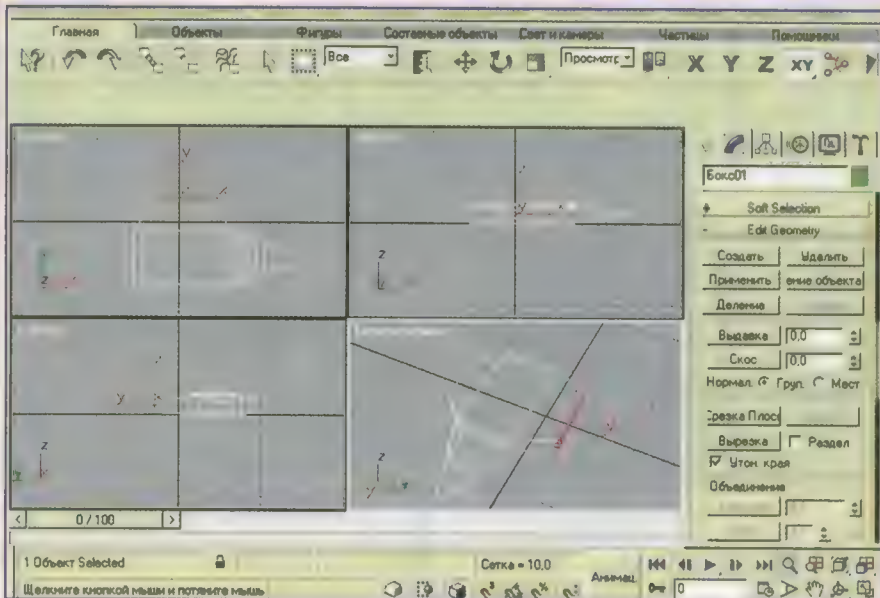 Главная Объекты Фигуры Составные объекты Свет и камеры Частицы Помощники
Все Просмотр X Y Z XY
Бокс01
+ Soft Selection
- Edit Geometry
Создать Удалить
Применить ение объекта
Деление
Выдавка 0,0
Скос 0,0
Нормал. Груп. Мест
Срезка Плоск
Вырезка Раздел
Утон. края
Объединение
y
z
z
y
z
z
y
< 0 / 100 >
1 Объект Selected Сетка = 10,0
Анимац. 0
Щелкните кнопкой мыши и потяните мышь